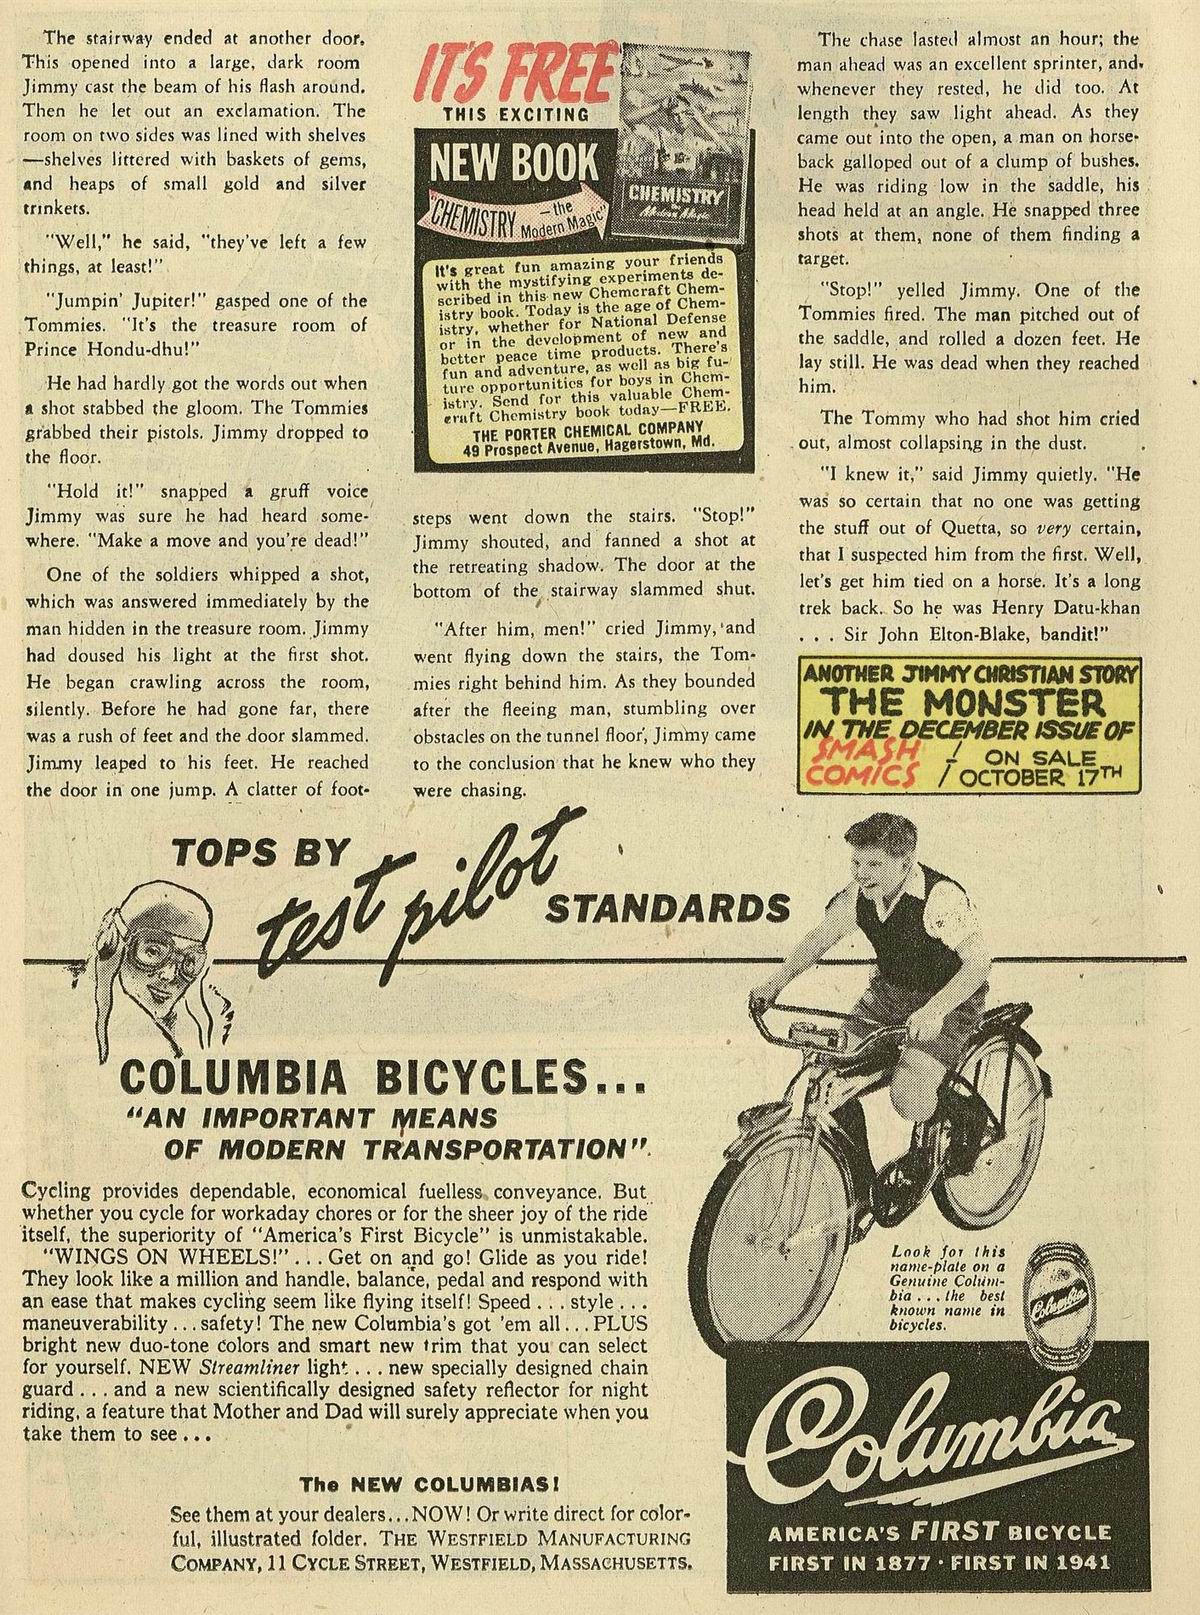 The stairway ended at another door.
This opened into a large, dark room
Jimmy cast the beam of his flash around.
Then he let out an exclamation. The
room on two sides was lined with shelves
—shelves littered with baskets of gems,
and heaps of small gold and silver
trinkets.
"Well," he said, "they've left a few
things, at least!"
"Jumpin' Jupiter!" gasped one of the
Tommies. "It's the treasure room of
Prince Hondu-dhu!"
He had hardly got the words out when
a shot stabbed the gloom. The Tommies
grabbed their pistols. Jimmy dropped to
the floor.
"Hold it!" snapped a gruff voice
Jimmy was sure he had heard some-
where. "Make a move and you're dead!"
One of the soldiers whipped a shot,
which was answered immediately by the
man hidden in the treasure room. Jimmy
had doused his light at the first shot.
He began crawling across the room,
silently. Before he had gone far, there
was a rush of feet and the door slammed.
Jimmy leaped to his feet. He reached
the door in one jump. A clatter of foot-
IT'S FREE
THIS EXCITING
NEW BOOK
"CHEMISTRY —the
Modern Magic"
CHEMISTRY
the
Modern Magic
It's great fun amazing your friends
with the mystifying experiments de-
scribed in this new Chemcraft Chem-
istry book. Today is the age of Chem-
istry, whether for National Defense
or in the development of new and
better peace time products. There's
fun and adventure, as well as big fu-
ture opportunities for boys in Chem-
istry. Send for this valuable Chem-
craft Chemistry book today—FREE.
THE PORTER CHEMICAL COMPANY
49 Prospect Avenue, Hagerstown, Md.
steps went down the stairs. "Stop!"
Jimmy shouted, and fanned a shot at
the retreating shadow. The door at the
bottom of the stairway slammed shut.
"After him, men!" cried Jimmy, and
went flying down the stairs, the Tom-
mies right behind him. As they bounded
after the fleeing man, stumbling over
obstacles on the tunnel floor, Jimmy came
to the conclusion that he knew who they
were chasing.
The chase lasted almost an hour; the
man ahead was an excellent sprinter, and,
whenever they rested, he did too. At
length they saw light ahead. As they
came out into the open, a man on horse-
back galloped out of a clump of bushes.
He was riding low in the saddle, his
head held at an angle. He snapped three
shots at them, none of them finding a
target.
"Stop!" yelled Jimmy. One of the
Tommies fired. The man pitched out of
the saddle, and rolled a dozen feet. He
lay still. He was dead when they reached
him.
The Tommy who had shot him cried
out, almost collapsing in the dust.
"I knew it," said Jimmy quietly. "He
was so certain that no one was getting
the stuff out of Quetta, so very certain,
that I suspected him from the first. Well,
let's get him tied on a horse. It's a long
trek back. So he was Henry Datu-khan
. . . Sir John Elton-Blake, bandit!"
ANOTHER JIMMY CHRISTIAN STORY
THE MONSTER
IN THE DECEMBER ISSUE OF
SMASH COMICS / ON SALE
OCTOBER 17TH
TOPS BY
test pilot
STANDARDS
COLUMBIA BICYCLES...
"AN IMPORTANT MEANS
OF MODERN TRANSPORTATION"
Cycling provides dependable, economical fuelless conveyance. But
whether you cycle for workaday chores or for the sheer joy of the ride
itself, the superiority of "America's First Bicycle" is unmistakable.
"WINGS ON WHEELS!" ... Get on and go! Glide as you ride!
They look like a million and handle, balance, pedal and respond with
an ease that makes cycling seem like flying itself! Speed ... style ...
maneuverability ... safety! The new Columbia's got 'em all ... PLUS
bright new duo-tone colors and smart new trim that you can select
for yourself. NEW Streamliner light ... new specially designed chain
guard ... and a new scientifically designed safety reflector for night
riding, a feature that Mother and Dad will surely appreciate when you
take them to see ...
The NEW COLUMBIAS!
See them at your dealers...NOW! Or write direct for color-
ful, illustrated folder. THE WESTFIELD MANUFACTURING
COMPANY, 11 CYCLE STREET, WESTFIELD, MASSACHUSETTS.
Look for this
name-plate on a
Genuine Colum-
bia ... the best
known name in
bicycles.
Columbia
Columbia
AMERICA'S FIRST BICYCLE
FIRST IN 1877 · FIRST IN 1941